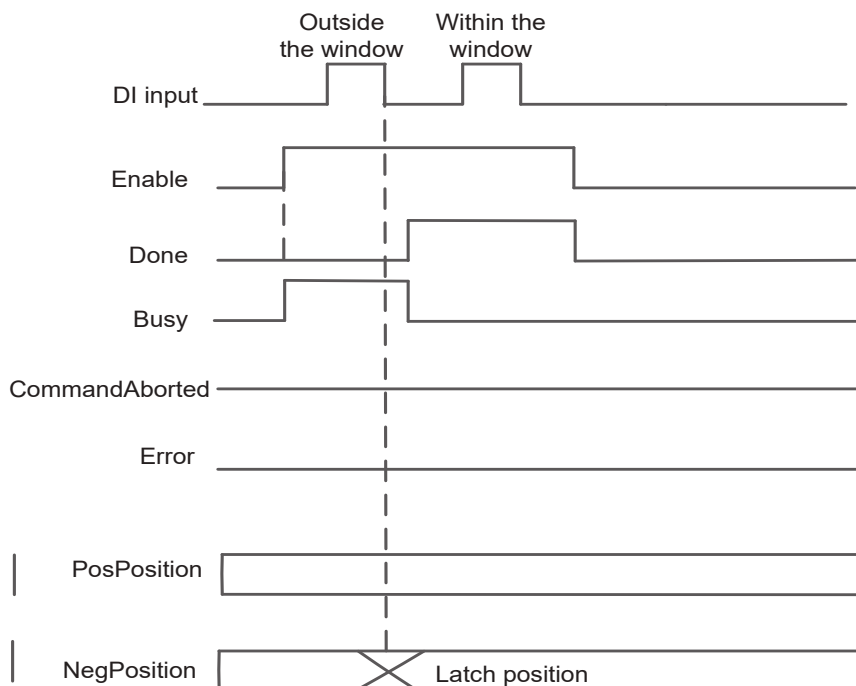 Outside
the window
Within the
window
DI input
Enable
Done
Busy
CommandAborted
Error
PosPosition
NegPosition
Latch position